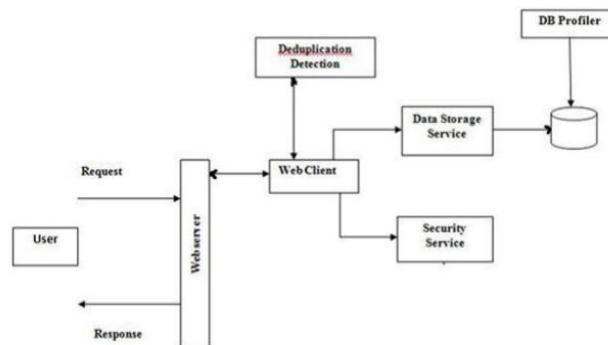 DB Profiler
Deduplication
Detection
Data Storage
Service
Web Client
Request
Webserver
User
Security
Service
Response